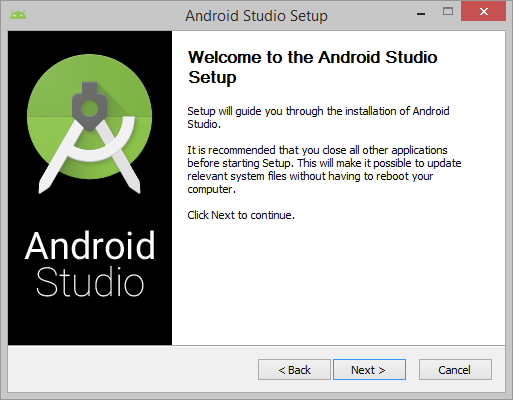 Android Studio Setup
Welcome to the Android Studio
Setup
Setup will guide you through the installation of Android
Studio.
It is recommended that you close all other applications
before starting Setup. This will make it possible to update
relevant system files without having to reboot your
computer.
Click Next to continue.
Android
Studio
< Back
Next >
Cancel